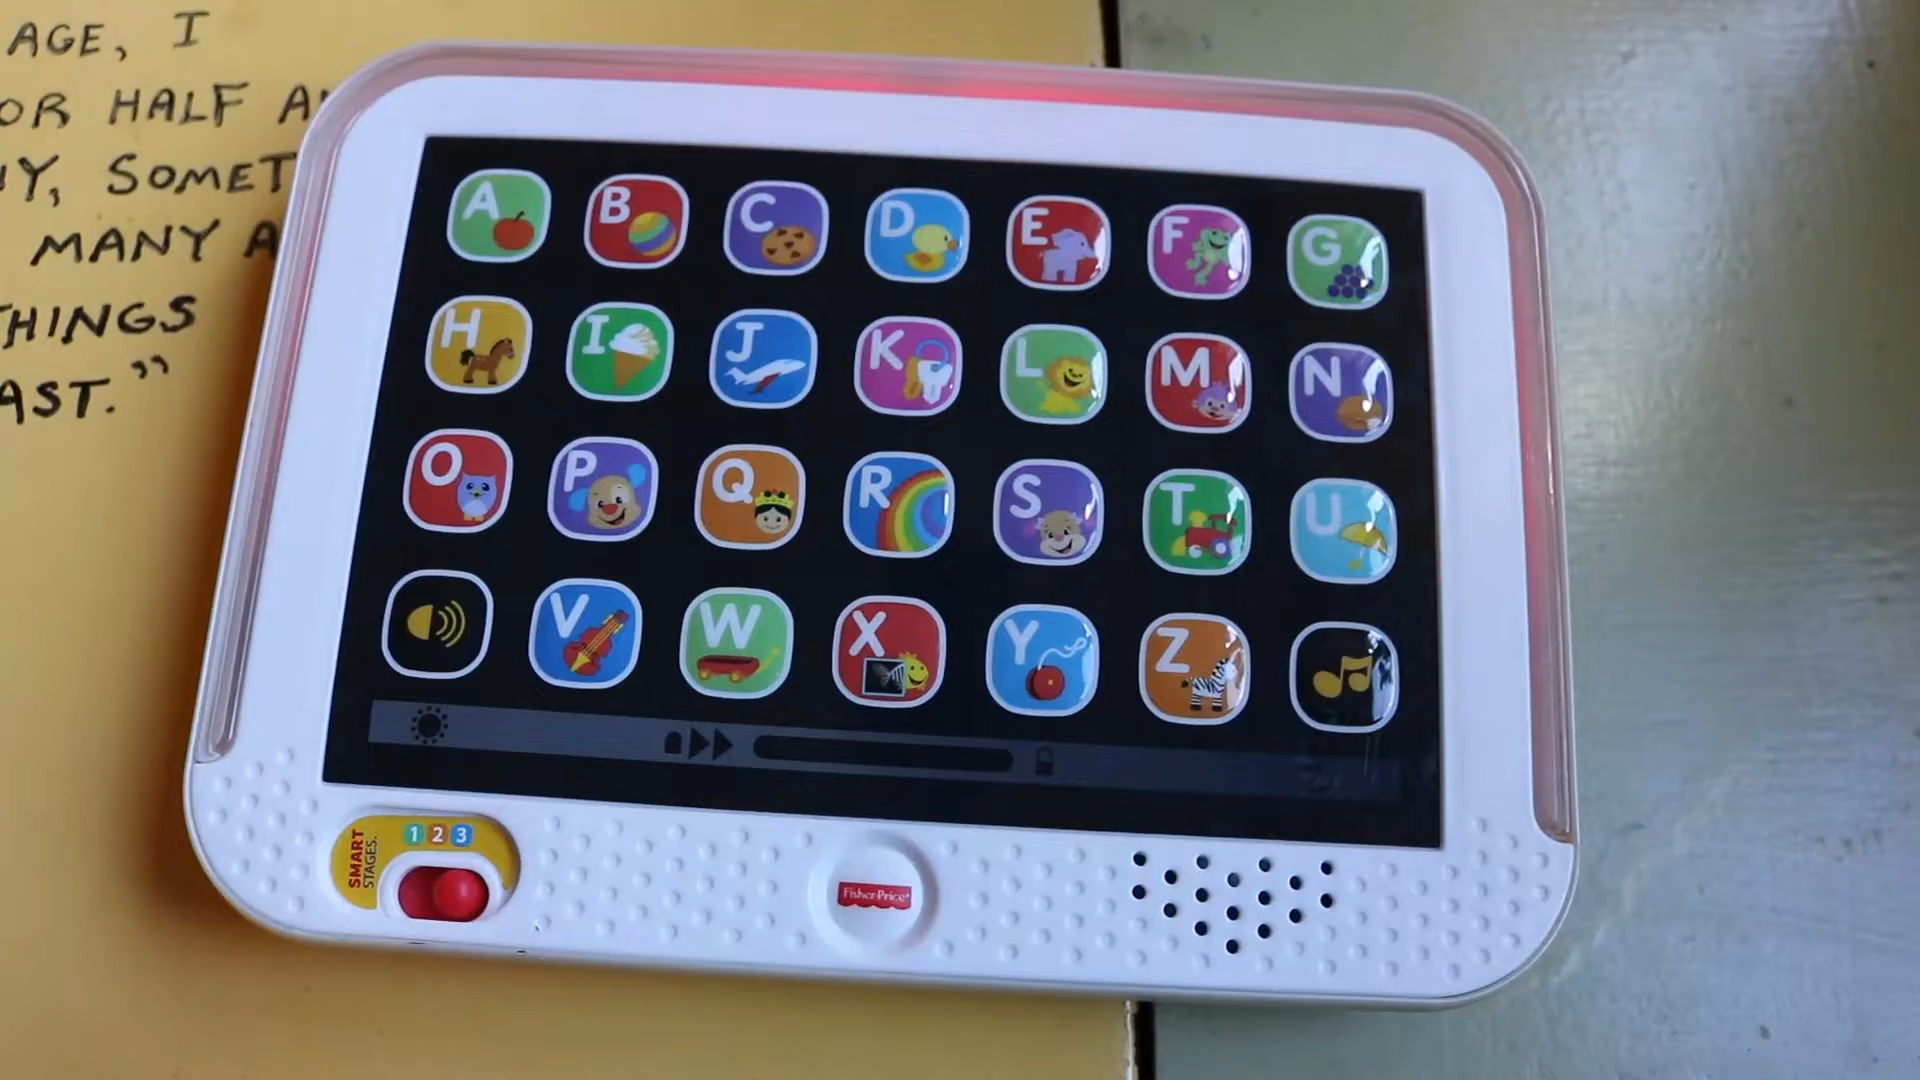 AGE, I
OR HALF A
Y, SOMET
MANY A
THINGS
AST."
A B C D E F G
H I J K L M N
O P Q R S T U
V W X Y Z
SMART STAGES.
1 2 3
Fisher-Price